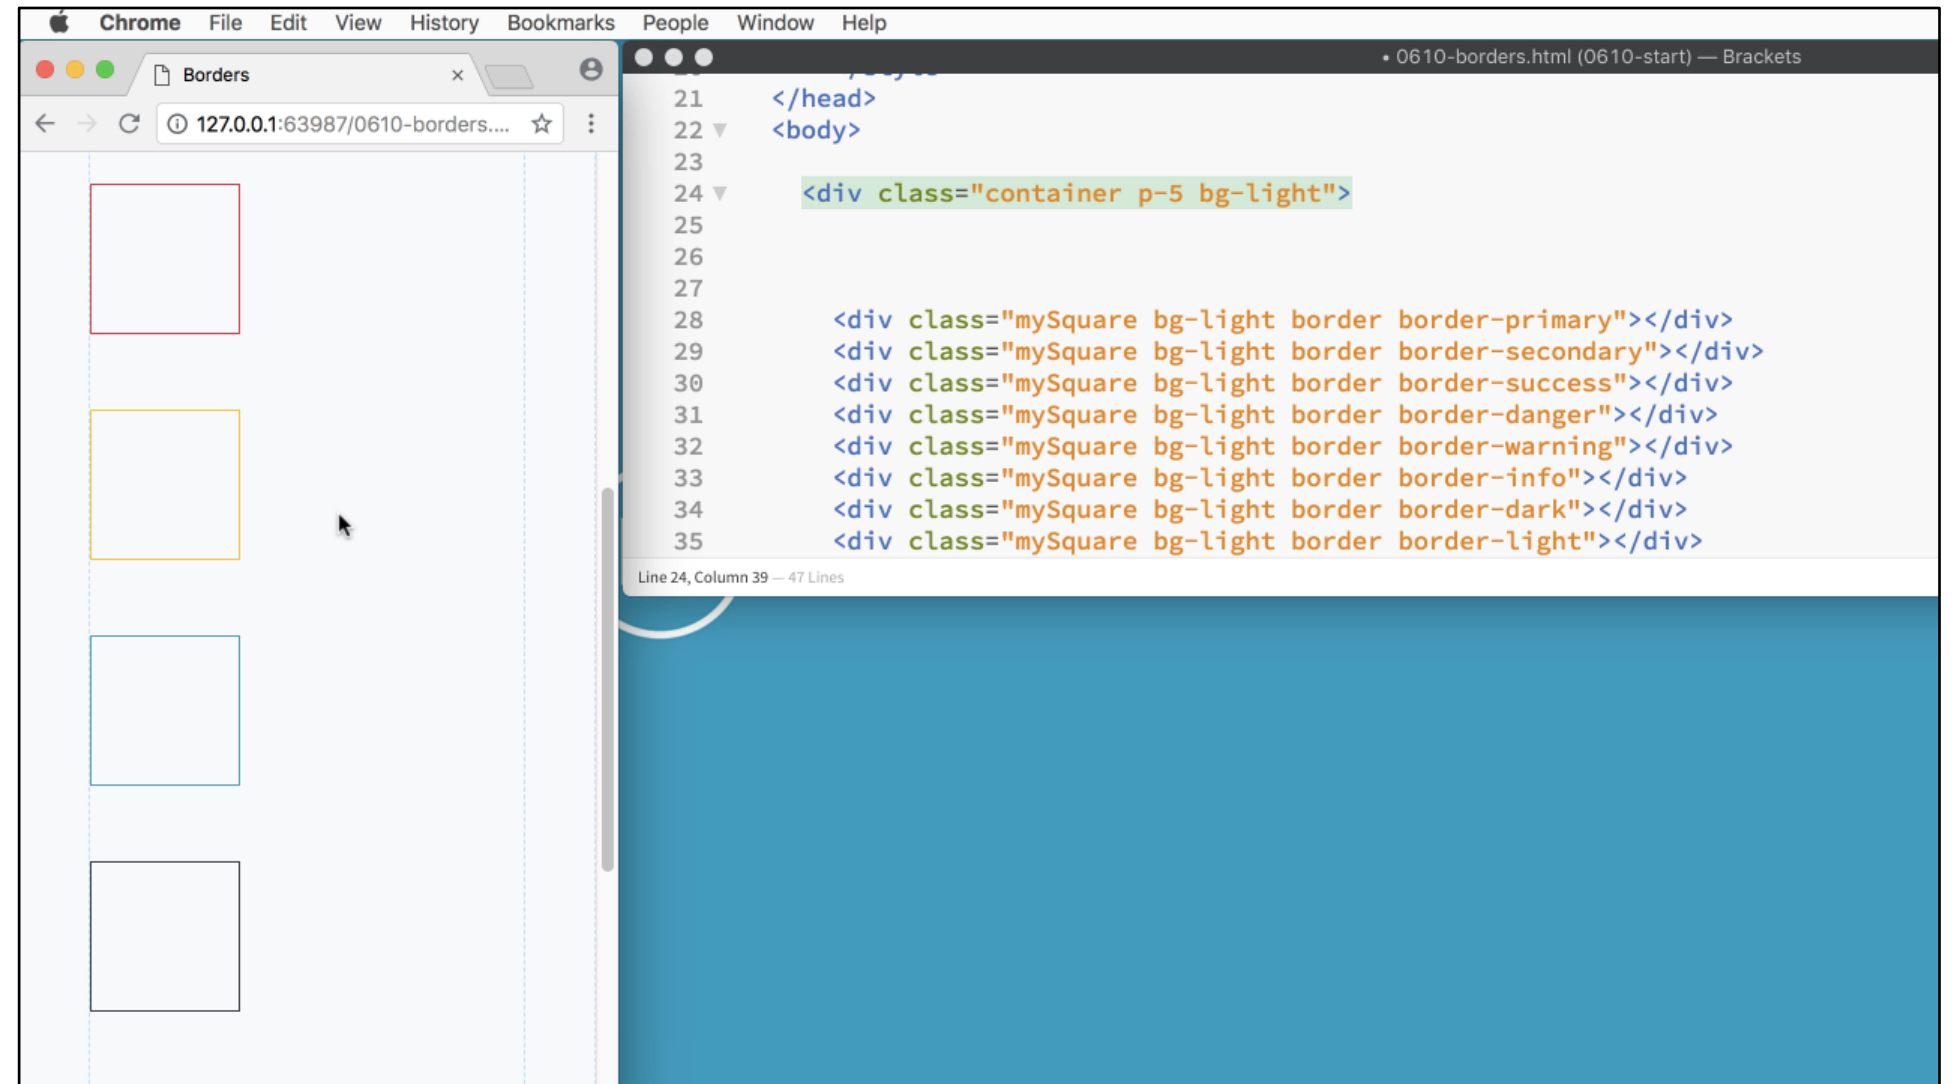 Chrome File Edit View History Bookmarks People Window Help
Borders
127.0.0.1:63987/0610-borders....
• 0610-borders.html (0610-start) — Brackets
21 </head>
22 <body>
23
24 <div class="container p-5 bg-light">
25
26
27
28 <div class="mySquare bg-light border border-primary"></div>
29 <div class="mySquare bg-light border border-secondary"></div>
30 <div class="mySquare bg-light border border-success"></div>
31 <div class="mySquare bg-light border border-danger"></div>
32 <div class="mySquare bg-light border border-warning"></div>
33 <div class="mySquare bg-light border border-info"></div>
34 <div class="mySquare bg-light border border-dark"></div>
35 <div class="mySquare bg-light border border-light"></div>
Line 24, Column 39 — 47 Lines